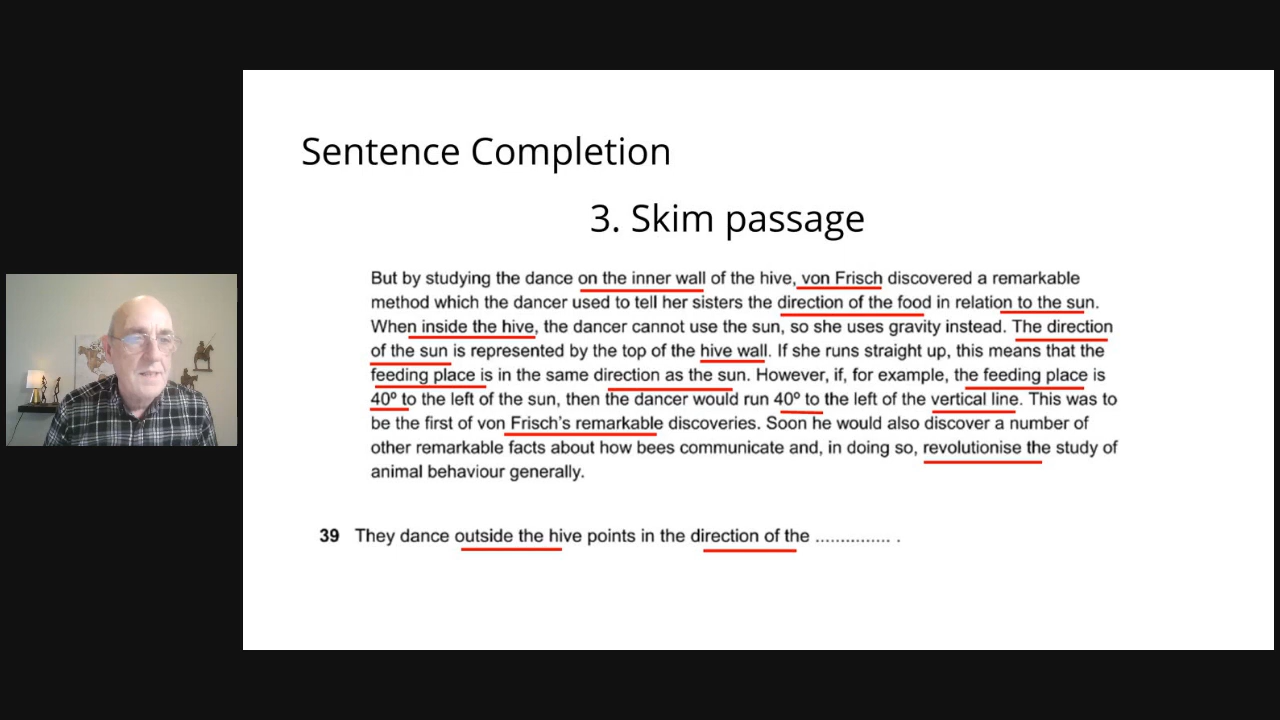 Sentence Completion
3. Skim passage
But by studying the dance on the inner wall of the hive, von Frisch discovered a remarkable
method which the dancer used to tell her sisters the direction of the food in relation to the sun.
When inside the hive, the dancer cannot use the sun, so she uses gravity instead. The direction
of the sun is represented by the top of the hive wall. If she runs straight up, this means that the
feeding place is in the same direction as the sun. However, if, for example, the feeding place is
40º to the left of the sun, then the dancer would run 40º to the left of the vertical line. This was to
be the first of von Frisch's remarkable discoveries. Soon he would also discover a number of
other remarkable facts about how bees communicate and, in doing so, revolutionise the study of
animal behaviour generally.
39 They dance outside the hive points in the direction of the ............... .